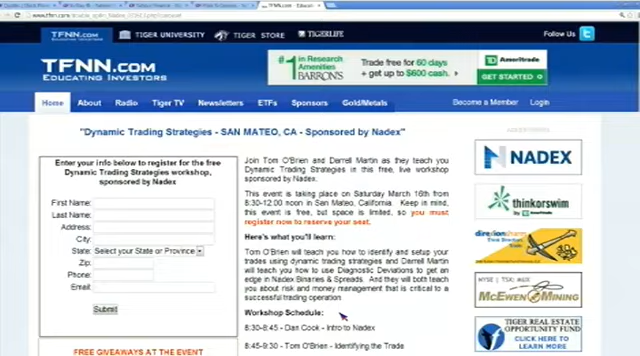 TFNN.com
TIGER UNIVERSITY
TIGER STORE
TIGERLIFE
Follow Us
TFNN.COM
EDUCATING INVESTORS
#1 in Research Amenities
BARRON'S
Trade free for 60 days
+ get up to $600 cash.
TD Ameritrade
GET STARTED
Home About Radio Tiger TV Newsletters ETFs Sponsors Gold/Metals Become a Member Login
"Dynamic Trading Strategies - SAN MATEO, CA - Sponsored by Nadex"
Enter your info below to register for the free
Dynamic Trading Strategies workshop,
sponsored by Nadex
First Name:
Last Name:
Address:
City:
State: Select your State or Province
Zip:
Phone:
Email:
Submit
FREE GIVEAWAYS AT THE EVENT
Join Tom O'Brien and Darrell Martin as they teach you
Dynamic Trading Strategies in this free, live workshop
sponsored by Nadex.
This event is taking place on Saturday March 16th from
8:30-12:00 noon in San Mateo, California. Keep in mind,
this event is free, but space is limited, so you must
register now to reserve your seat.
Here's what you'll learn:
Tom O'Brien will teach you how to identify and setup your
trades using dynamic trading strategies and Darrell Martin
will teach you how to use Diagnostic Deviations to get an
edge in Nadex Binaries & Spreads. And they will both teach
you about risk and money management that is critical to a
successful trading operation.
Workshop Schedule:
8:30-8:45 - Dan Cook - Intro to Nadex
8:45-9:30 - Tom O'Brien - Identifying the Trade
NADEX
thinkorswim
by Ameritrade
NYSE | TSX: MUX
MCEWEN MINING
TIGER REAL ESTATE
OPPORTUNITY FUND
CLICK HERE TO
LEARN MORE